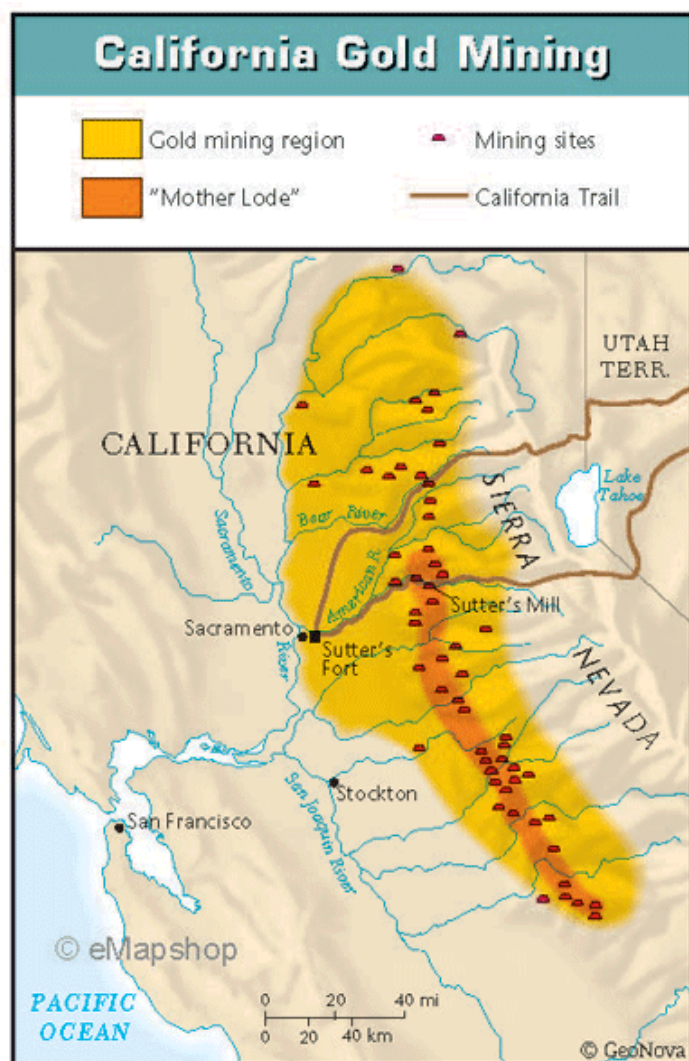 California Gold Mining
Gold mining region
Mining sites
"Mother Lode"
California Trail
UTAH
TERR.
CALIFORNIA
Lake
Tahoe
SIERRA
Bear River
Sacramento
American R.
Sutter's Mill
Sacramento
Sutter's
Fort
River
NEVADA
Stockton
San Joaquin River
San Francisco
© eMapshop
0 20 40 mi
0 20 40 km
PACIFIC
OCEAN
© GeoNova